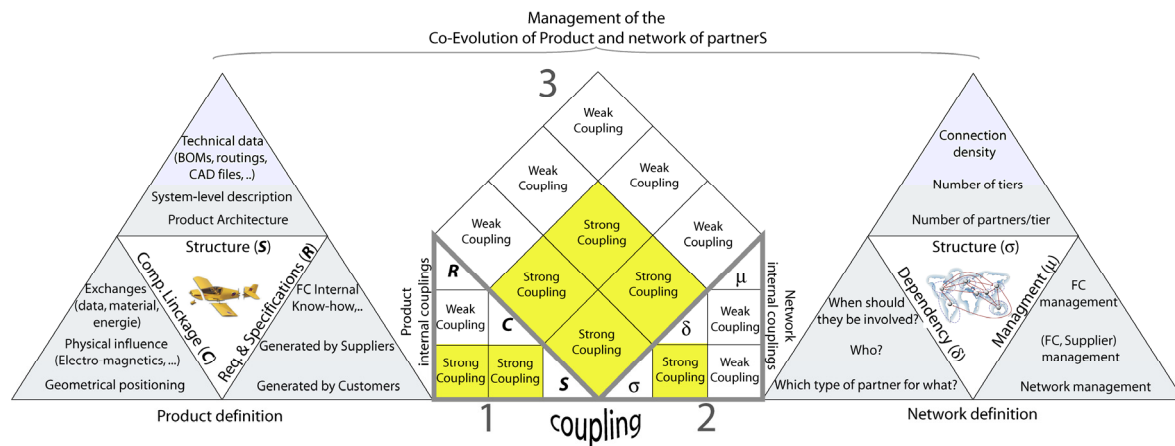 Management of the
Co-Evolution of Product and network of partnerS
Technical data
(BOMs, routings,
CAD files, ..)
System-level description
Product Architecture
Structure (S)
Comp. Linckage (C)
Req. & Specifications (R)
Exchanges
(data, material,
energie)
Physical influence
(Electro-magnetics, ...)
Geometrical positioning
FC Internal
Know-how,..
Generated by Suppliers
Generated by Customers
Product definition
3
Weak
Coupling
Weak
Coupling
Weak
Coupling
Weak
Coupling
Strong
Coupling
Weak
Coupling
Strong
Coupling
Strong
Coupling
Strong
Coupling
Product
internal couplings
R
Weak
Coupling
C
Strong
Coupling
Strong
Coupling
S
Network
internal couplings
μ
δ
Weak
Coupling
σ
Strong
Coupling
Weak
Coupling
1
coupling
2
Connection
density
Number of tiers
Number of partners/tier
Structure (σ)
Dependency (δ)
Managment (μ)
When should
they be involved?
Who?
Which type of partner for what?
FC
management
(FC, Supplier)
management
Network management
Network definition